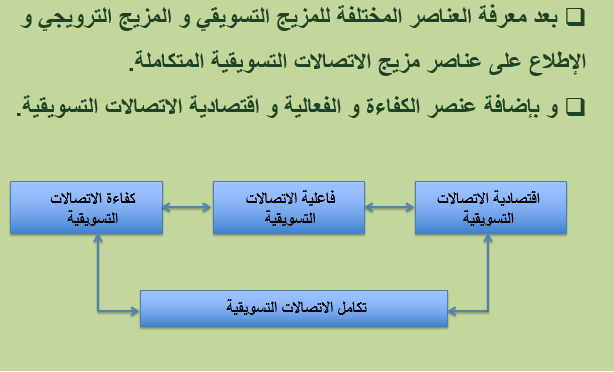 ❑ بعد معرفة العناصر المختلفة للمزيج التسويقي و المزيج الترويجي و
الإطلاع على عناصر مزيج الاتصالات التسويقية المتكاملة.
❑ و بإضافة عنصر الكفاءة و الفعالية و اقتصادية الاتصالات التسويقية.
اقتصادية الاتصالات
التسويقية
فاعلية الاتصالات
التسويقية
كفاءة الاتصالات
التسويقية
تكامل الاتصالات التسويقية